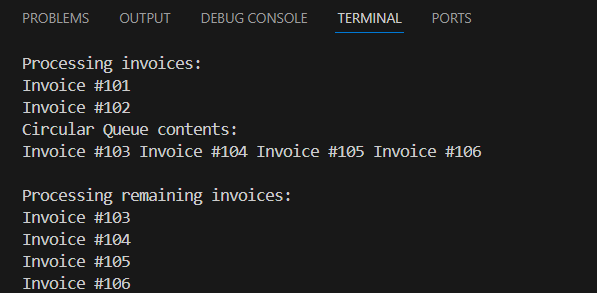 PROBLEMS OUTPUT DEBUG CONSOLE TERMINAL PORTS
Processing invoices:
Invoice #101
Invoice #102
Circular Queue contents:
Invoice #103 Invoice #104 Invoice #105 Invoice #106
Processing remaining invoices:
Invoice #103
Invoice #104
Invoice #105
Invoice #106